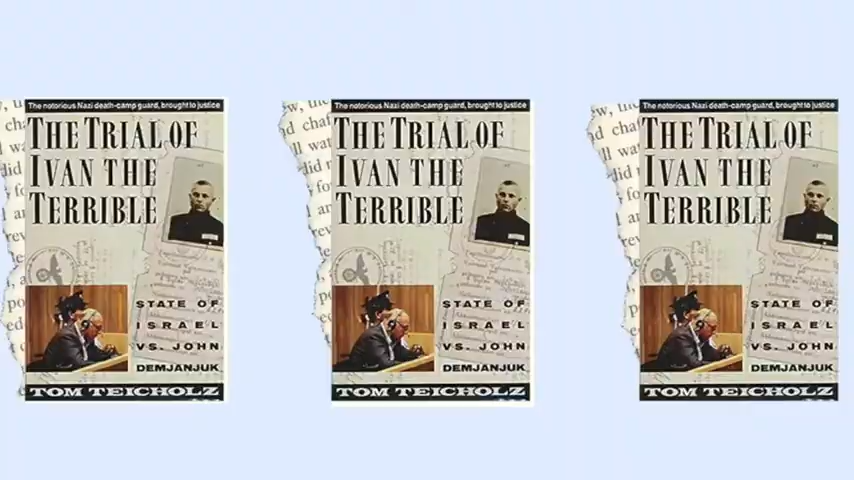 The notorious Nazi death-camp guard, brought to justice
THE TRIAL OF
IVAN THE
TERRIBLE
STATE OF
ISRAEL
VS. JOHN
DEMJANJUK
TOM TEICHOLZ
The notorious Nazi death-camp guard, brought to justice
THE TRIAL OF
IVAN THE
TERRIBLE
STATE OF
ISRAEL
VS. JOHN
DEMJANJUK
TOM TEICHOLZ
The notorious Nazi death-camp guard, brought to justice
THE TRIAL OF
IVAN THE
TERRIBLE
STATE OF
ISRAEL
VS. JOHN
DEMJANJUK
TOM TEICHOLZ